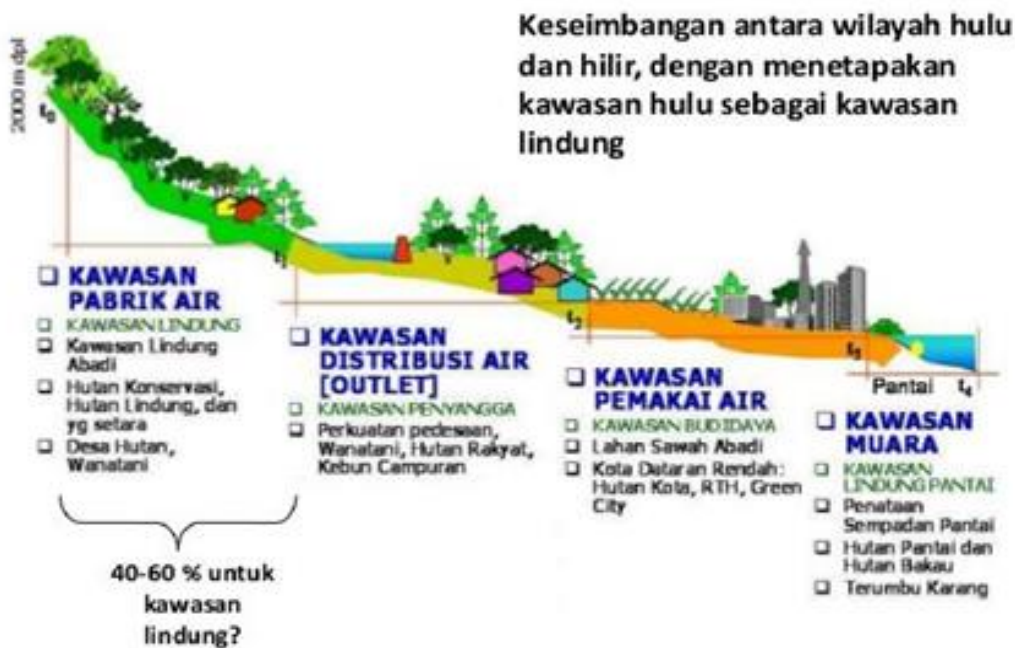 Keseimbangan antara wilayah hulu
dan hilir, dengan menetapakan
kawasan hulu sebagai kawasan
lindung
2000 m dpl
t₀
t₁
t₂
t₃
Pantai t₄
❑ KAWASAN
PABRIK AIR
❑ KAWASAN LINDUNG
❑ Kawasan Lindung
Abadi
❑ Hutan Konservasi,
Hutan Lindung, dan
yg setara
❑ Desa Hutan,
Wanatani
40-60 % untuk
kawasan
lindung?
❑ KAWASAN
DISTRIBUSI AIR
[OUTLET]
❑ KAWASAN PENYANGGA
❑ Perkuatan pedesaan,
Wanatani, Hutan Rakyat,
Kebun Campuran
❑ KAWASAN
PEMAKAI AIR
❑ KAWASAN BUDIDAYA
❑ Lahan Sawah Abadi
❑ Kota Dataran Rendah:
Hutan Kota, RTH, Green
City
❑ KAWASAN
MUARA
❑ KAWASAN
LINDUNG PANTAI
❑ Penataan
Sempadan Pantai
❑ Hutan Pantai dan
Hutan Bakau
❑ Terumbu Karang